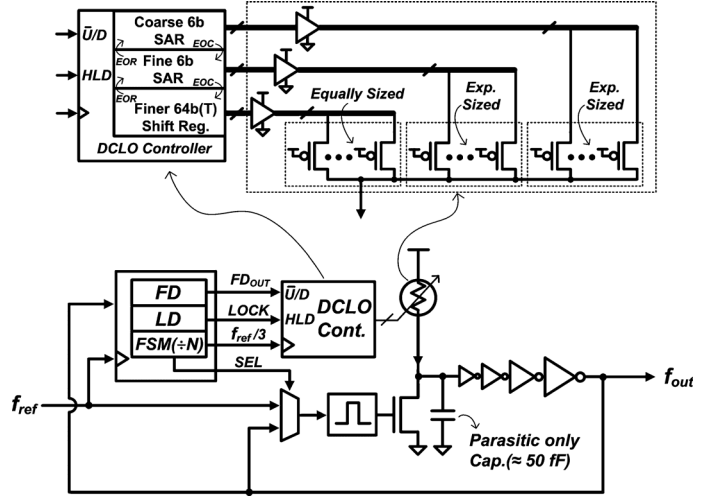 Ū/D
HLD
Coarse 6b
SAR
EOR
EOC
Fine 6b
SAR
EOR
EOC
Finer 64b(T)
Shift Reg.
DCLO Controller
Equally Sized
Exp.
Sized
Exp.
Sized
FD
LD
FSM(÷N)
FDOUT
LOCK
fref/3
SEL
Ū/D
HLD
DCLO
Cont.
fref
fout
Parasitic only
Cap.(≈ 50 fF)